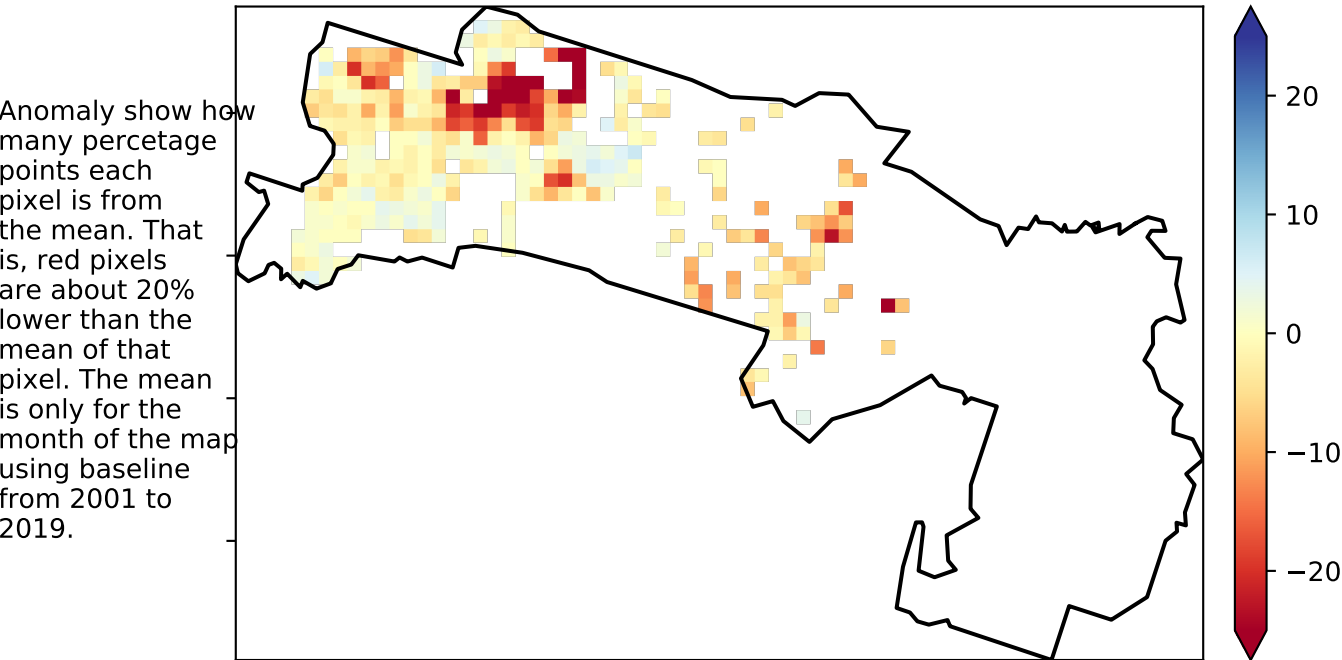 Anomaly show how
many percetage
points each
pixel is from
the mean. That
is, red pixels
are about 20%
lower than the
mean of that
pixel. The mean
is only for the
month of the map
using baseline
from 2001 to
2019.
20
10
0
−10
−20